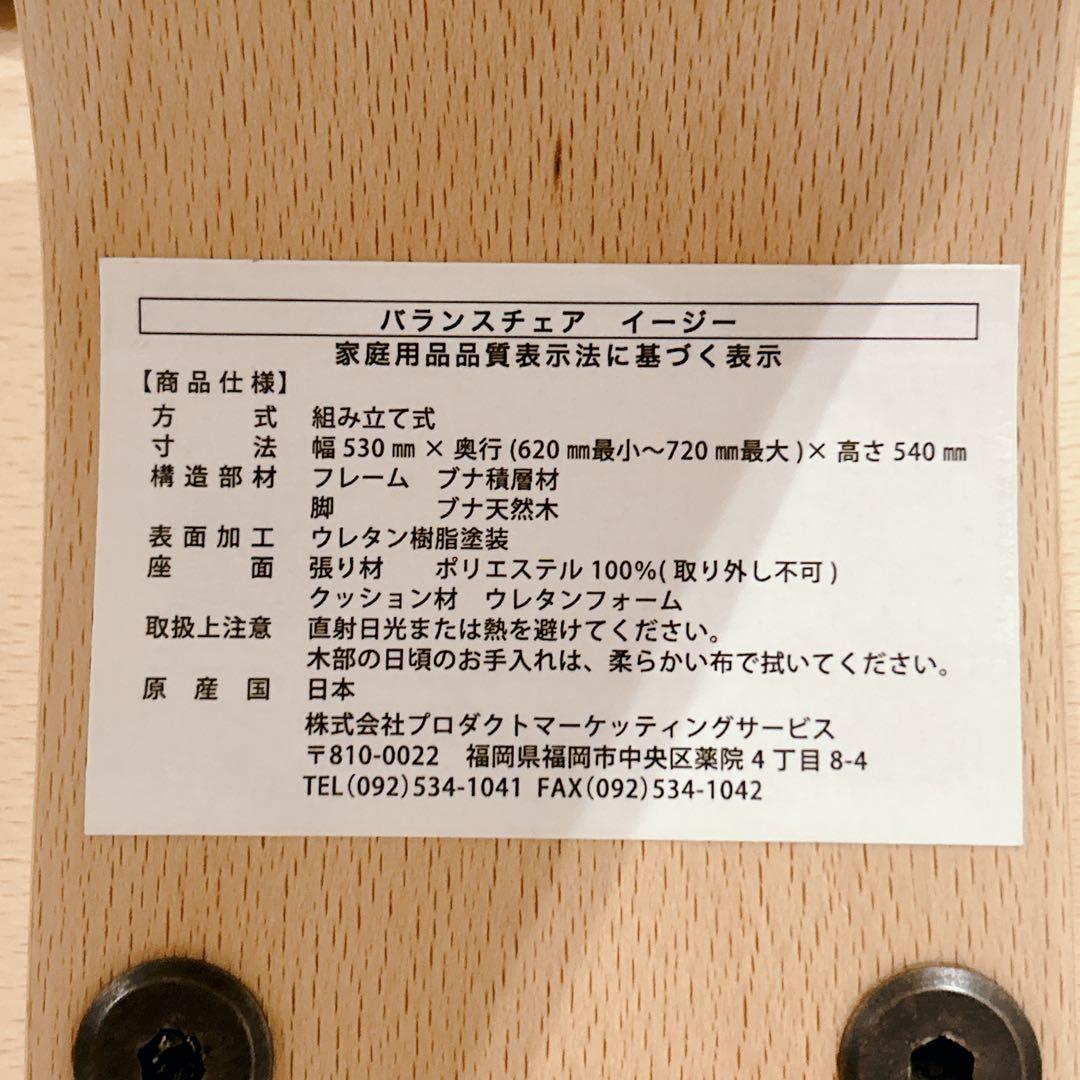 バランスチェア　イージー
家庭用品品質表示法に基づく表示
【商品仕様】
方式　組み立て式
寸法　幅 530 ㎜ × 奥行 (620 ㎜最小～720 ㎜最大 )× 高さ 540 ㎜
構造部材　フレーム　ブナ積層材
脚　ブナ天然木
表面加工　ウレタン樹脂塗装
座面　張り材　ポリエステル 100%( 取り外し不可 )
クッション材　ウレタンフォーム
取扱上注意　直射日光または熱を避けてください。
木部の日頃のお手入れは、柔らかい布で拭いてください。
原産国　日本
株式会社プロダクトマーケッティングサービス
〒810-0022　福岡県福岡市中央区薬院 4 丁目 8-4
TEL(092)534-1041 FAX(092)534-1042